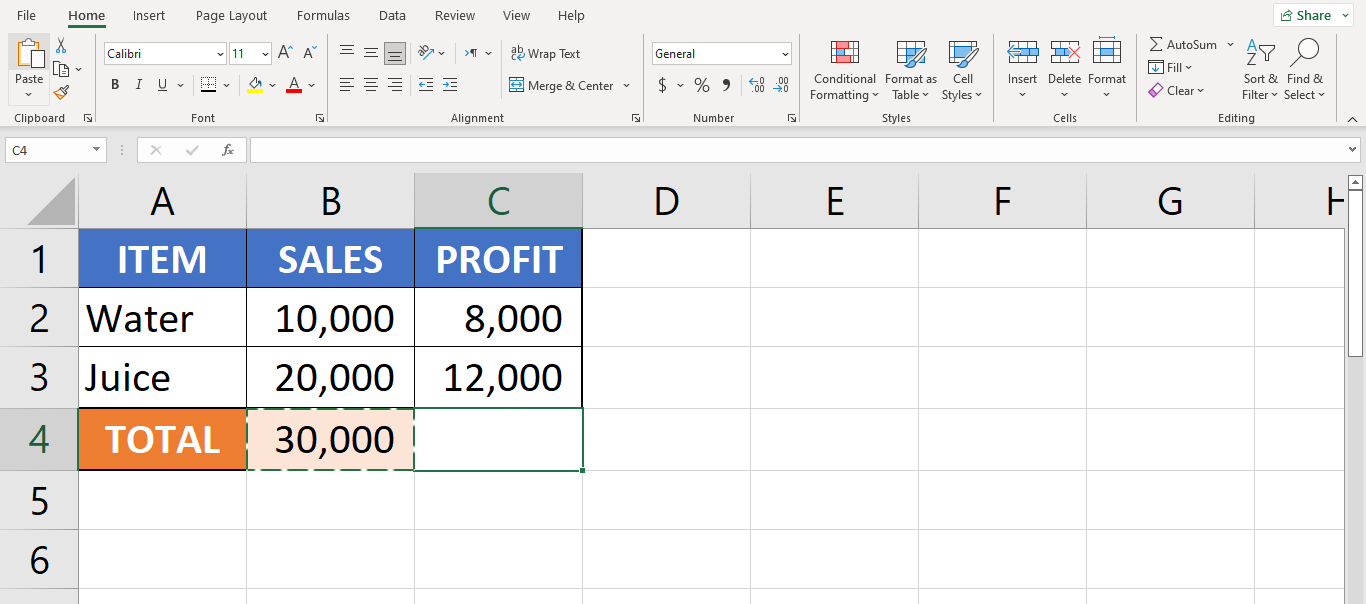 File Home Insert Page Layout Formulas Data Review View Help Share
Calibri 11 ab Wrap Text General AutoSum
Paste Conditional Format as Cell Insert Delete Format Fill Sort & Find &
B I U Merge & Center $ % Formatting Table Styles Clear Filter Select
Clipboard Font Alignment Number Styles Cells Editing
C4 fx
A B C D E F G H
1 ITEM SALES PROFIT
2 Water 10,000 8,000
3 Juice 20,000 12,000
4 TOTAL 30,000
5
6